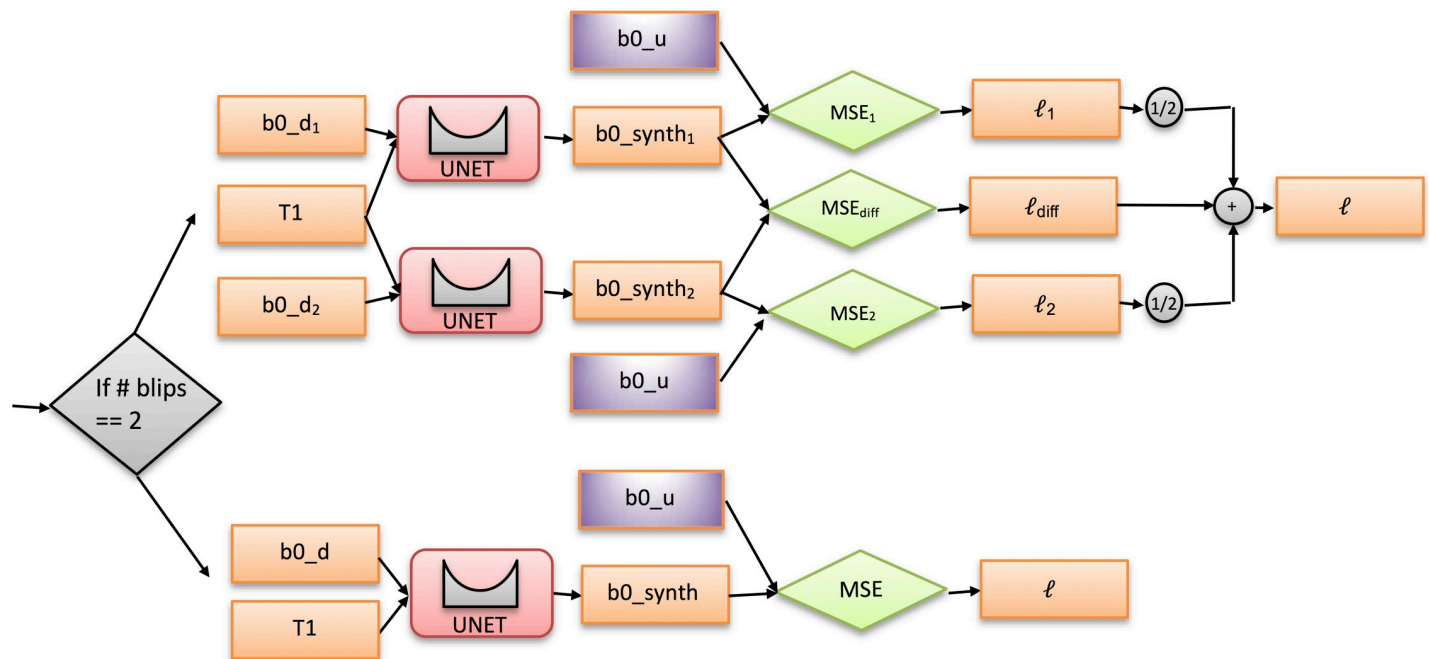 b0_u
b0_d₁
UNET
b0_synth₁
MSE₁
ℓ₁
1/2
T1
MSE_diff
ℓ_diff
+
ℓ
b0_d₂
UNET
b0_synth₂
MSE₂
ℓ₂
1/2
b0_u
If # blips
== 2
b0_u
b0_d
UNET
b0_synth
MSE
ℓ
T1